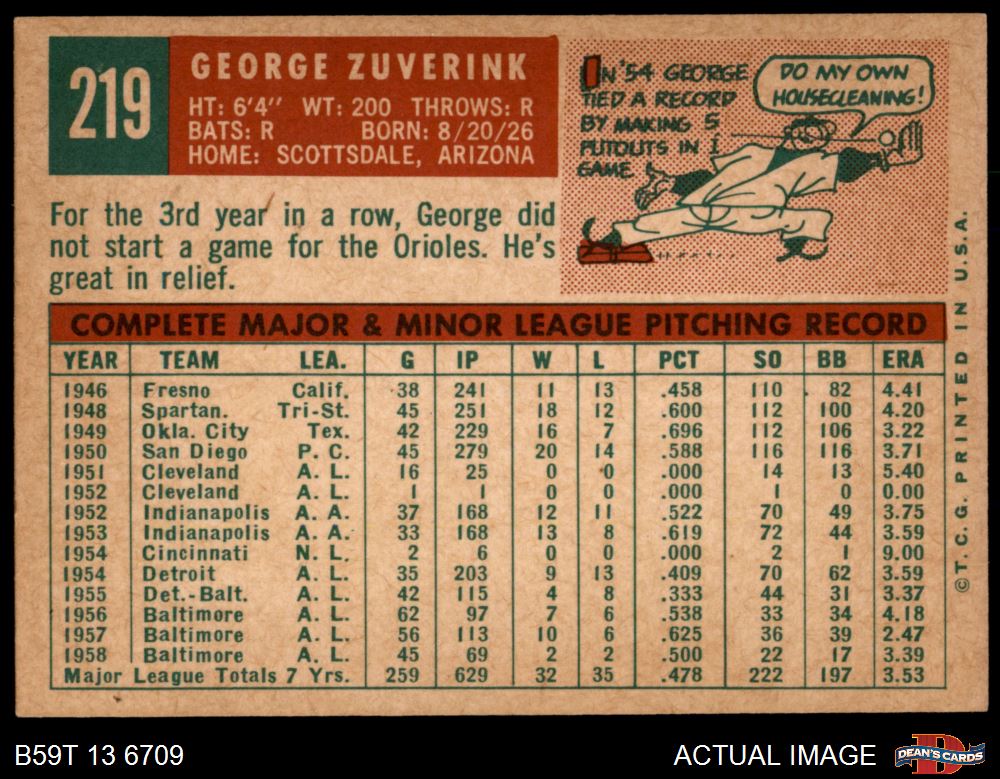 219
GEORGE ZUVERINK
HT: 6'4" WT: 200 THROWS: R
BATS: R BORN: 8/20/26
HOME: SCOTTSDALE, ARIZONA
IN '54 GEORGE
TIED A RECORD
BY MAKING 5
PUTOUTS IN 1
GAME
DO MY OWN
HOUSECLEANING!
For the 3rd year in a row, George did
not start a game for the Orioles. He's
great in relief.
COMPLETE MAJOR & MINOR LEAGUE PITCHING RECORD
YEAR TEAM LEA. G IP W L PCT SO BB ERA
1946 Fresno Calif. 38 241 11 13 .458 110 82 4.41
1948 Spartan. Tri-St. 45 251 18 12 .600 112 100 4.20
1949 Okla. City Tex. 42 229 16 7 .696 112 106 3.22
1950 San Diego P. C. 45 279 20 14 .588 116 116 3.71
1951 Cleveland A. L. 16 25 0 0 .000 14 13 5.40
1952 Cleveland A. L. 1 1 0 0 .000 1 0 0.00
1952 Indianapolis A. A. 37 168 12 11 .522 70 49 3.75
1953 Indianapolis A. A. 33 168 13 8 .619 72 44 3.59
1954 Cincinnati N. L. 2 6 0 0 .000 2 1 9.00
1954 Detroit A. L. 35 203 9 13 .409 70 62 3.59
1955 Det.-Balt. A. L. 42 115 4 8 .333 44 31 3.37
1956 Baltimore A. L. 62 97 7 6 .538 33 34 4.18
1957 Baltimore A. L. 56 113 10 6 .625 36 39 2.47
1958 Baltimore A. L. 45 69 2 2 .500 22 17 3.39
Major League Totals 7 Yrs. 259 629 32 35 .478 222 197 3.53
©T. C. G. PRINTED IN U.S.A.
B59T 13 6709
ACTUAL IMAGE
DEAN'S CARDS